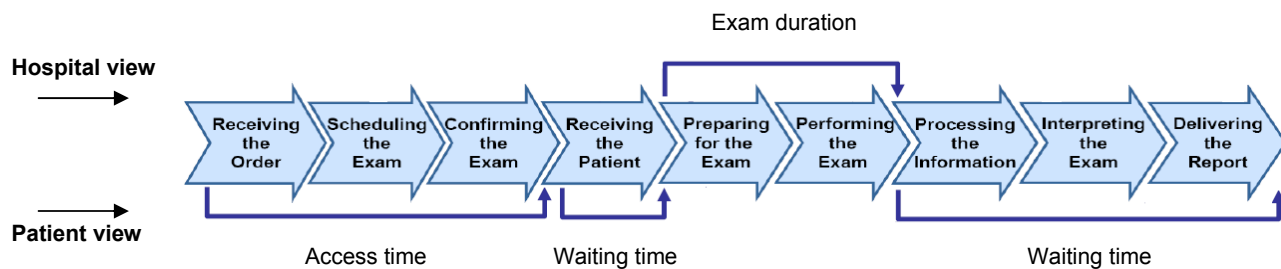 Exam duration
Hospital view
Receiving
the
Order
Scheduling
the
Exam
Confirming
the
Exam
Receiving
the
Patient
Preparing
for the
Exam
Performing
the
Exam
Processing
the
Information
Interpreting
the
Exam
Delivering
the
Report
Patient view
Access time
Waiting time
Waiting time